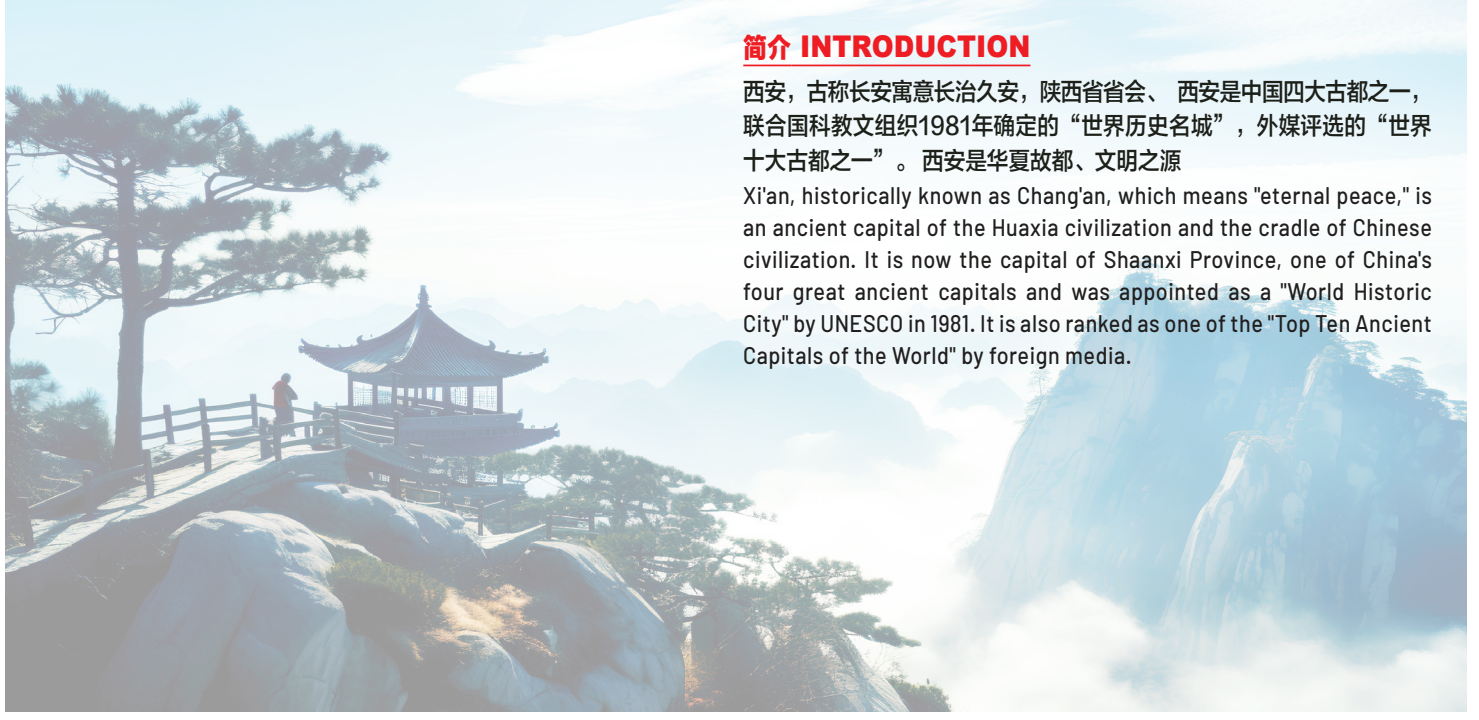 简介 INTRODUCTION
西安，古称长安寓意长治久安，陕西省省会、 西安是中国四大古都之一，
联合国科教文组织1981年确定的“世界历史名城”，外媒评选的“世界
十大古都之一”。 西安是华夏故都、文明之源
Xi'an, historically known as Chang'an, which means "eternal peace," is
an ancient capital of the Huaxia civilization and the cradle of Chinese
civilization. It is now the capital of Shaanxi Province, one of China's
four great ancient capitals and was appointed as a "World Historic
City" by UNESCO in 1981. It is also ranked as one of the "Top Ten Ancient
Capitals of the World" by foreign media.